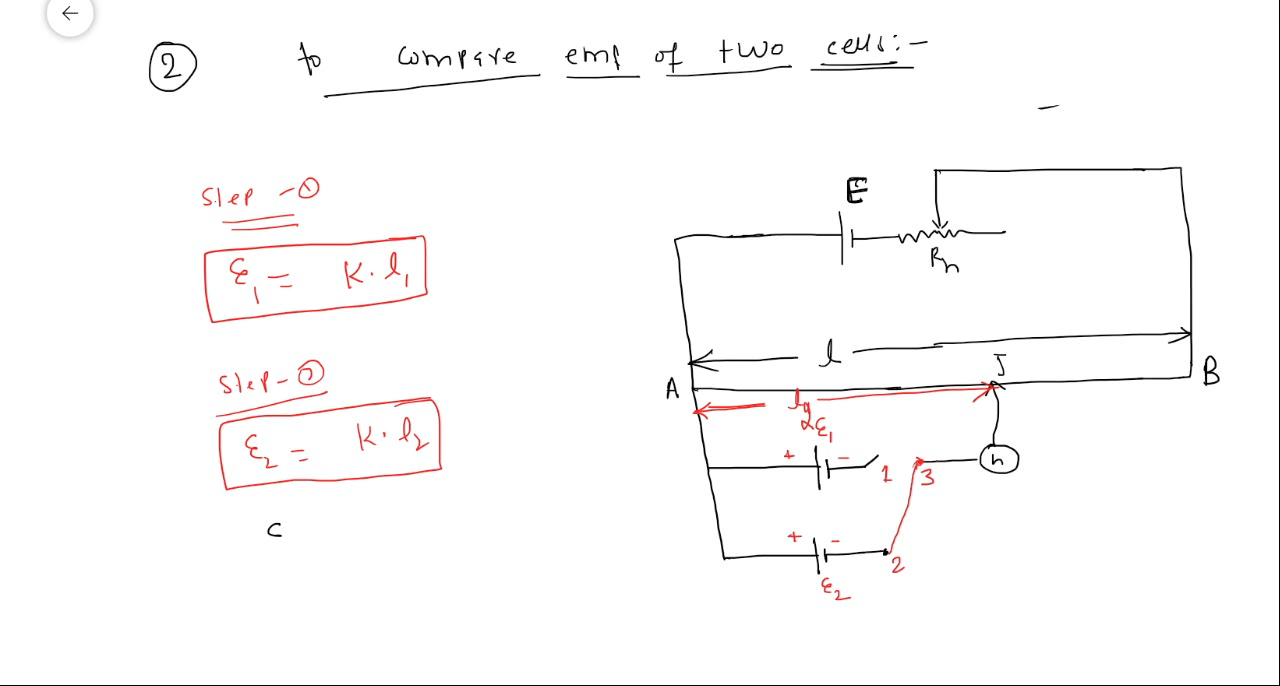 ② to compare emf of two cells:-
Step - ①
ε₁ = K. l₁
Step - ②
ε₂ = K. l₂
C
E
Rh
l
J
A
B
ε₁
+ -
1
3
+ -
2
ε₂